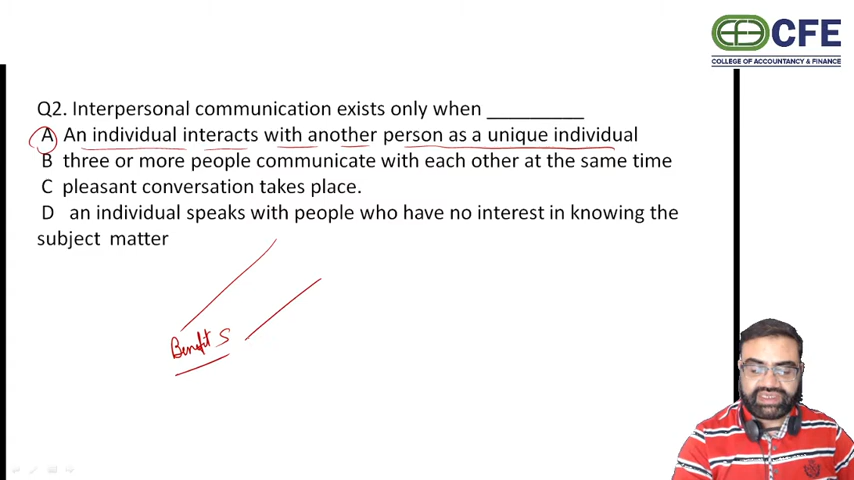 CFE
COLLEGE OF ACCOUNTANCY & FINANCE
Q2. Interpersonal communication exists only when _________
A An individual interacts with another person as a unique individual
B three or more people communicate with each other at the same time
C pleasant conversation takes place.
D an individual speaks with people who have no interest in knowing the
subject matter
Benefits